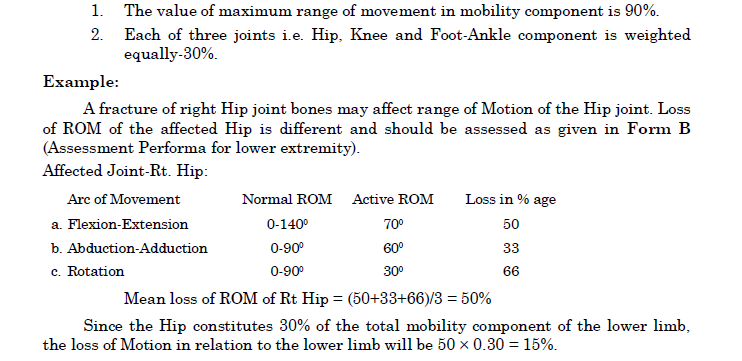 1. The value of maximum range of movement in mobility component is 90%.
2. Each of three joints i.e. Hip, Knee and Foot-Ankle component is weighted
equally-30%.
Example:
A fracture of right Hip joint bones may affect range of Motion of the Hip joint. Loss
of ROM of the affected Hip is different and should be assessed as given in Form B
(Assessment Performa for lower extremity).
Affected Joint-Rt. Hip:
Arc of Movement Normal ROM Active ROM Loss in % age
a. Flexion-Extension 0-140⁰ 70⁰ 50
b. Abduction-Adduction 0-90⁰ 60⁰ 33
c. Rotation 0-90⁰ 30⁰ 66
Mean loss of ROM of Rt Hip = (50+33+66)/3 = 50%
Since the Hip constitutes 30% of the total mobility component of the lower limb,
the loss of Motion in relation to the lower limb will be 50 × 0.30 = 15%.